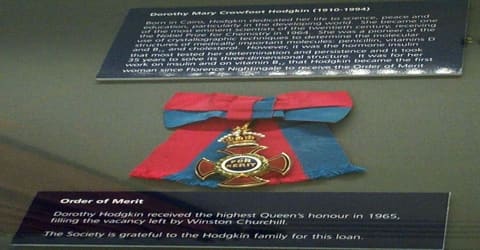 Dorothy Mary Crowfoot Hodgkin (1910-1994)
Born in Cairo, Hodgkin dedicated her life to science, peace and
education, particularly in the developing world. She became one
of the most eminent scientists of the twentieth century, receiving
the Nobel Prize for Chemistry in 1964. She was a pioneer of the
use of X-ray techniques to determine the molecular
structures of medically important molecules: penicillin, vitamins D
and B₁₂ and cholesterol. However, it was the hormone insulin
that inspired her determination and persistence and it took
35 years to solve its three-dimensional structure. It was for her
work on insulin and on vitamin B₁₂ that Hodgkin became the first
woman since Florence Nightingale to receive the Order of Merit
FOR
MERIT
Order of Merit
Dorothy Hodgkin received the highest Queen's honour in 1965,
filling the vacancy left by Winston Churchill.
The Society is grateful to the Hodgkin family for this loan.